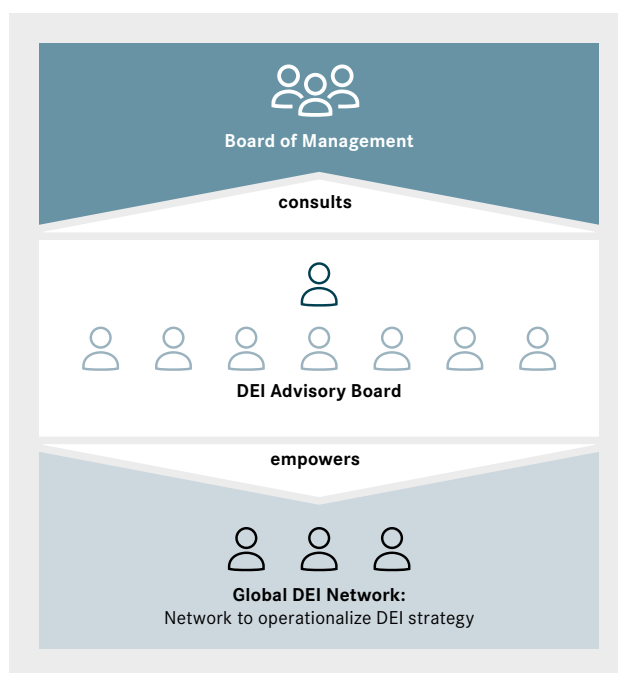 Board of Management
consults
DEI Advisory Board
empowers
Global DEI Network:
Network to operationalize DEI strategy